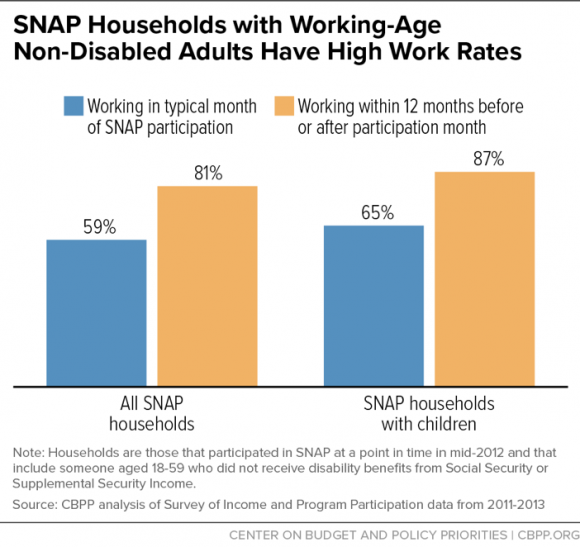 SNAP Households with Working-Age
Non-Disabled Adults Have High Work Rates
Working in typical month
of SNAP participation
Working within 12 months before
or after participation month
59%
81%
65%
87%
All SNAP
households
SNAP households
with children
Note: Households are those that participated in SNAP at a point in time in mid-2012 and that
include someone aged 18-59 who did not receive disability benefits from Social Security or
Supplemental Security Income.
Source: CBPP analysis of Survey of Income and Program Participation data from 2011-2013
CENTER ON BUDGET AND POLICY PRIORITIES | CBPP.ORG